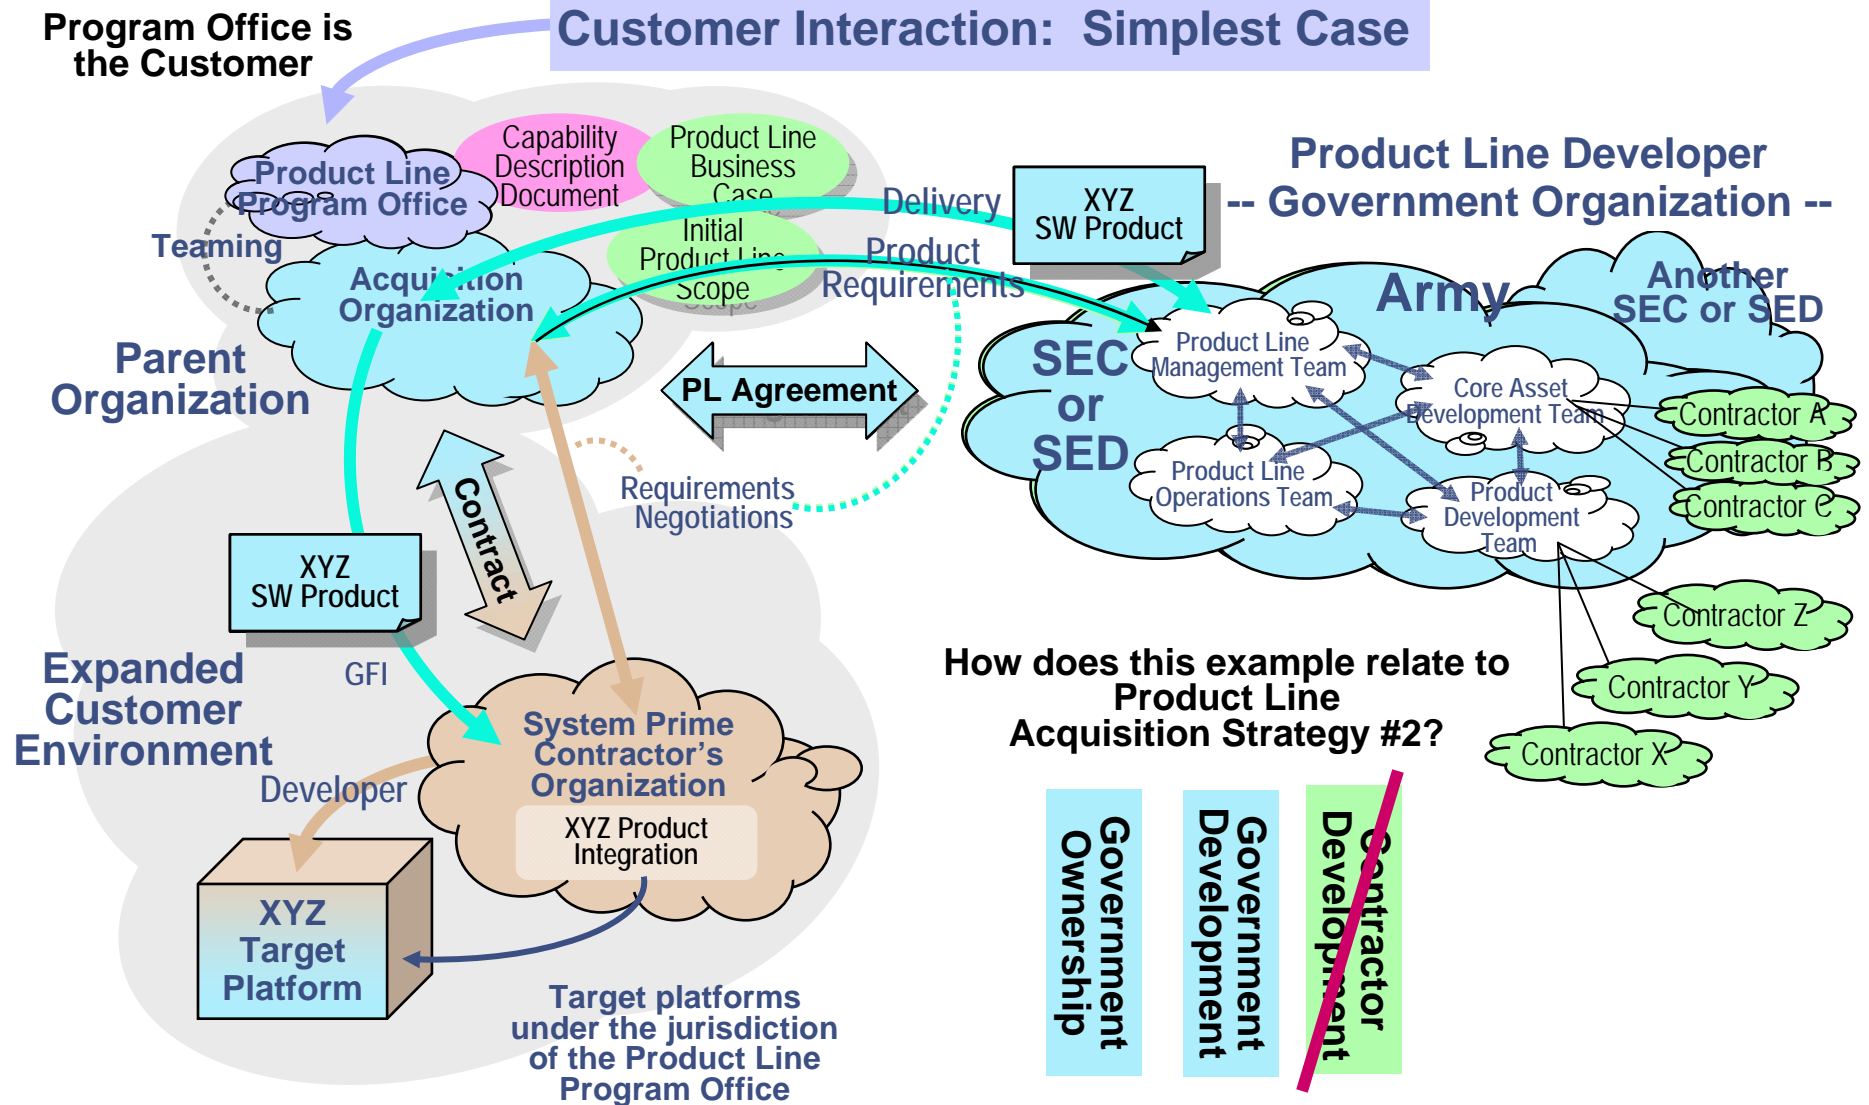 Program Office is
the Customer
Customer Interaction:  Simplest Case
Product Line
Program Office
Capability
Description
Document
Product Line
Business
Case
Initial
Product Line
Scope
Teaming
Acquisition
Organization
Parent
Organization
Delivery
Product
Requirements
XYZ
SW Product
Product Line Developer
-- Government Organization --
Army
Another
SEC or SED
SEC
or
SED
Product Line
Management Team
Core Asset
Development Team
Product Line
Operations Team
Product
Development
Team
Contractor A
Contractor B
Contractor C
Contractor Z
Contractor Y
Contractor X
PL Agreement
Contract
Requirements
Negotiations
XYZ
SW Product
GFI
Expanded
Customer
Environment
System Prime
Contractor’s
Organization
XYZ Product
Integration
Developer
XYZ
Target
Platform
Target platforms
under the jurisdiction
of the Product Line
Program Office
How does this example relate to
Product Line
Acquisition Strategy #2?
Government
Ownership
Government
Development
Contractor
Development